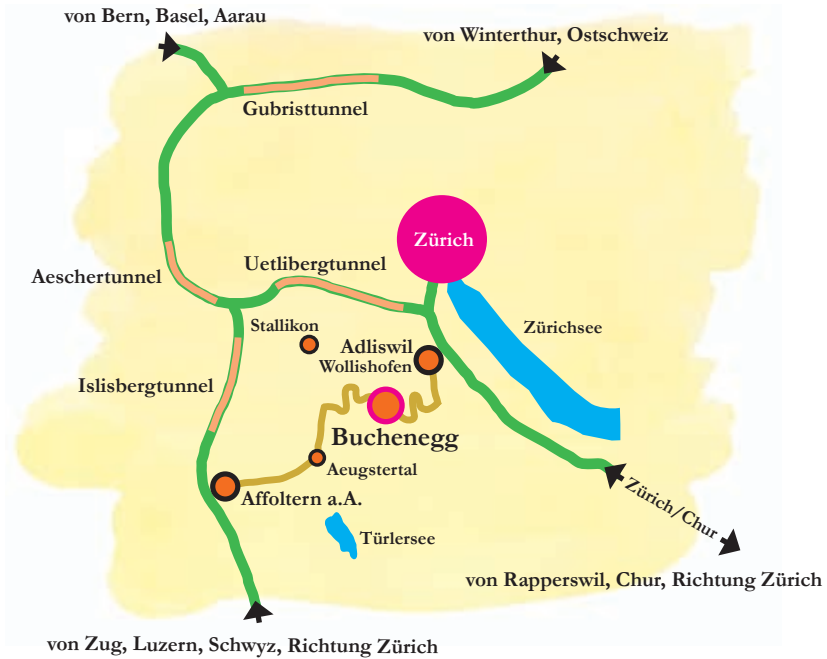 von Bern, Basel, Aarau
von Winterthur, Ostschweiz
Gubristtunnel
Zürich
Uetlibergtunnel
Aeschertunnel
Stallikon
Zürichsee
Adliswil
Wollishofen
Islisbergtunnel
Buchenegg
Aeugstertal
Affoltern a.A.
Zürich/Chur
Türlersee
von Rapperswil, Chur, Richtung Zürich
von Zug, Luzern, Schwyz, Richtung Zürich